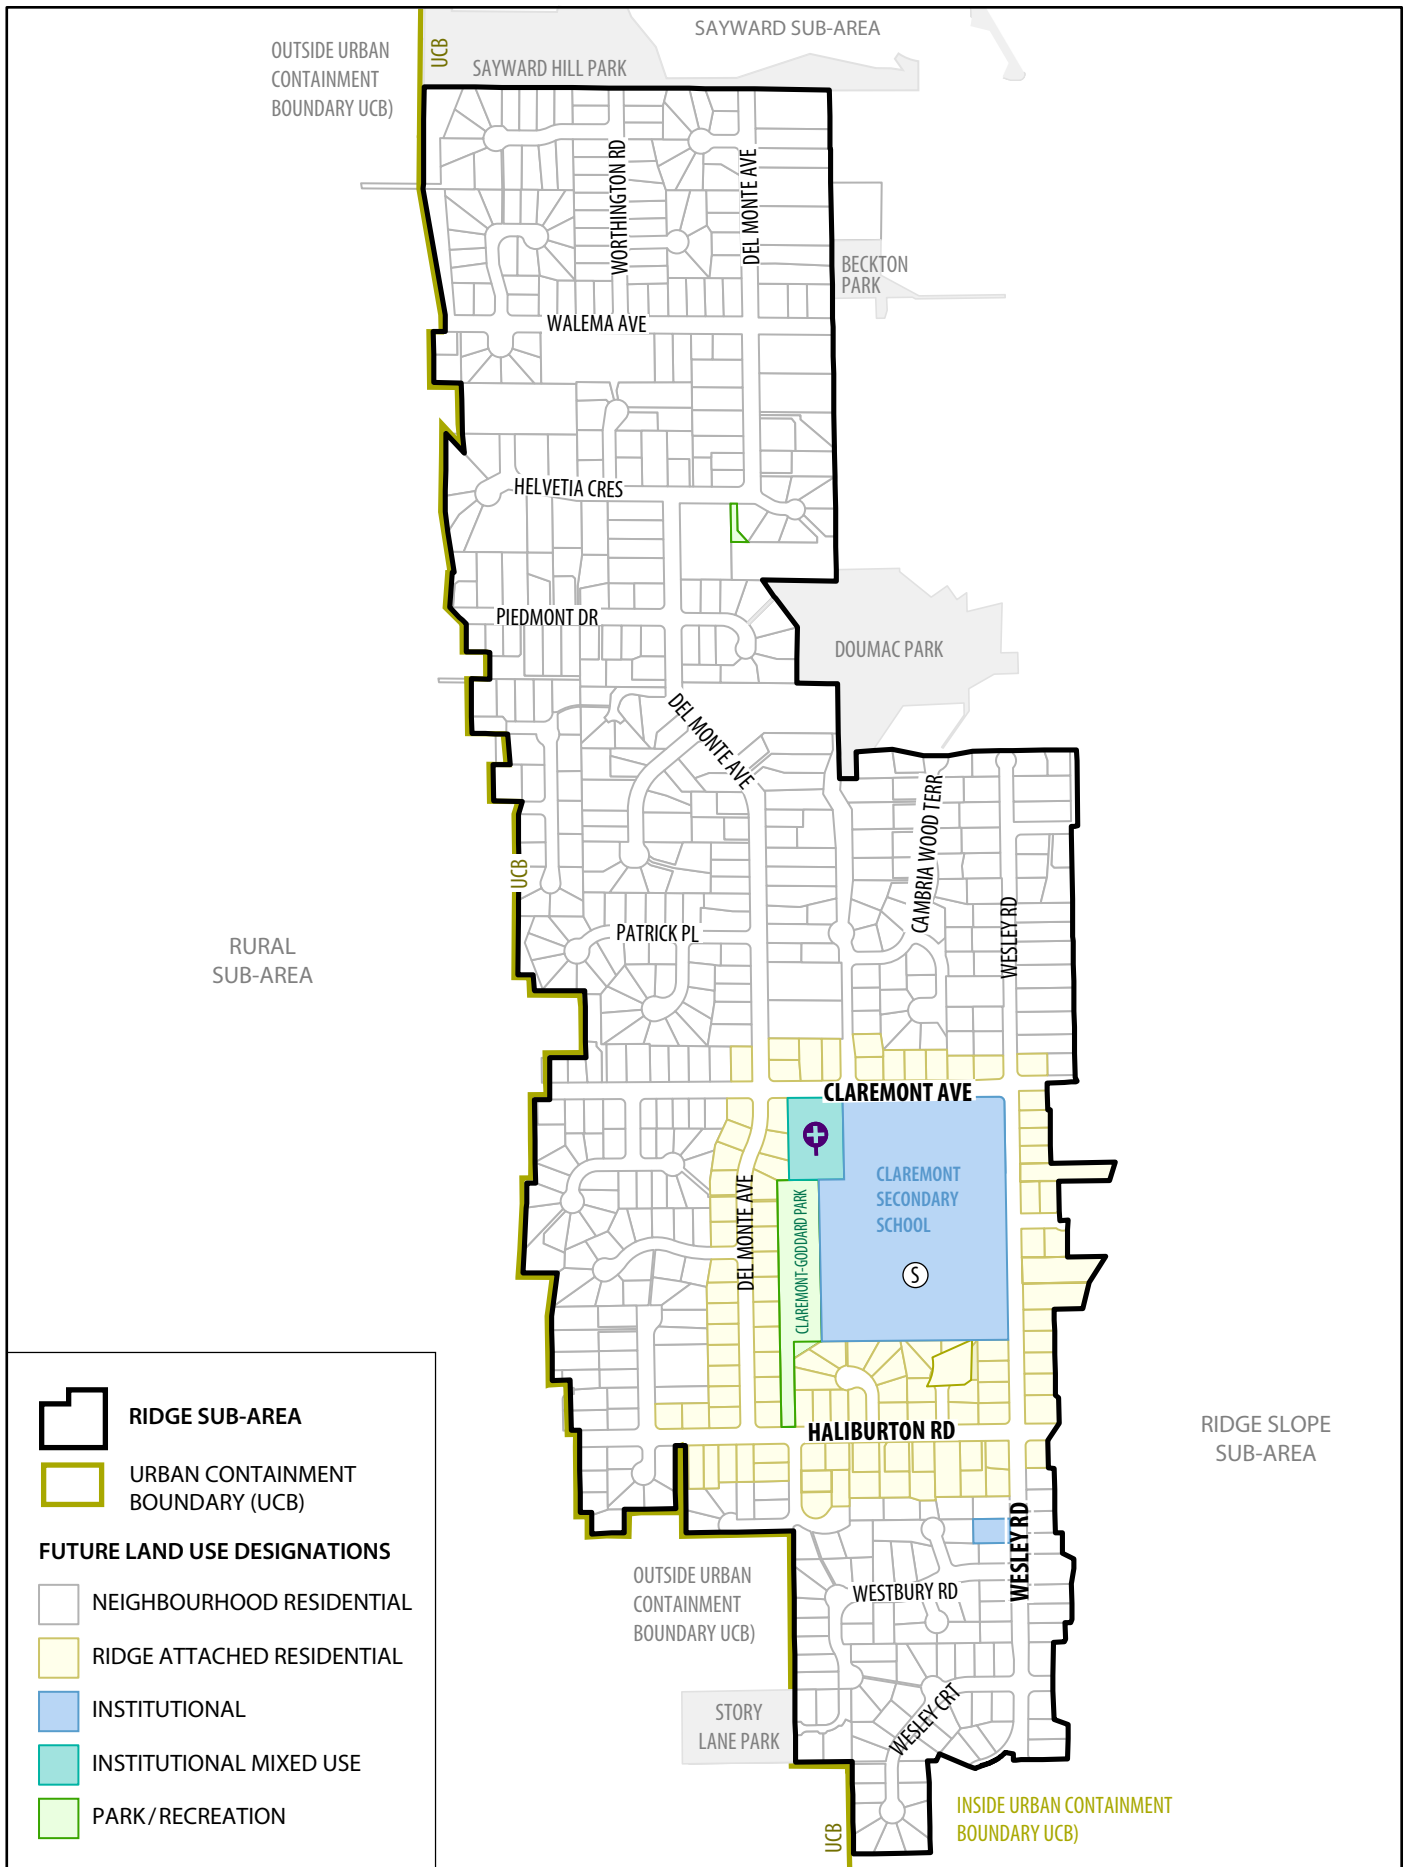 SAYWARD SUB-AREA
OUTSIDE URBAN
CONTAINMENT
BOUNDARY UCB)
UCB
SAYWARD HILL PARK
WORTHINGTON RD
DEL MONTE AVE
BECKTON
PARK
WALEMA AVE
HELVETIA CRES
PIEDMONT DR
DOUMAC PARK
DEL MONTE AVE
CAMBRIA WOOD TERR
UCB
WESLEY RD
PATRICK PL
RURAL
SUB-AREA
CLAREMONT AVE
CLAREMONT
SECONDARY
SCHOOL
S
DEL MONTE AVE
CLAREMONT-GODDARD PARK
HALIBURTON RD
RIDGE SLOPE
SUB-AREA
WESLEY RD
OUTSIDE URBAN
CONTAINMENT
BOUNDARY UCB)
WESTBURY RD
WESLEY CRT
STORY
LANE PARK
UCB
INSIDE URBAN CONTAINMENT
BOUNDARY UCB)
RIDGE SUB-AREA
URBAN CONTAINMENT
BOUNDARY (UCB)
FUTURE LAND USE DESIGNATIONS
NEIGHBOURHOOD RESIDENTIAL
RIDGE ATTACHED RESIDENTIAL
INSTITUTIONAL
INSTITUTIONAL MIXED USE
PARK/RECREATION